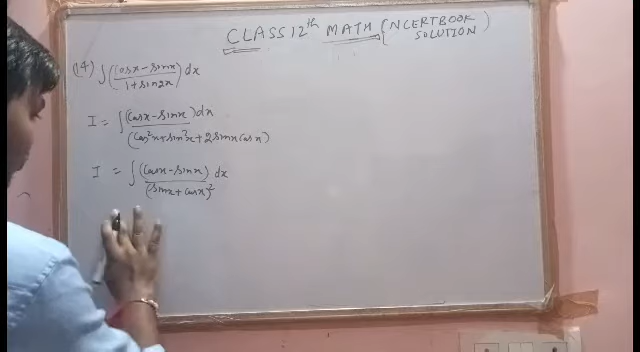 CLASS 12th MATH (NCERT BOOK SOLUTION)
(14) ∫ ((cosx - sinx)/(1 + sin2x)) dx
I = ∫ (cosx - sinx)dx/(cos²x + sin²x + 2sinx cosx)
I = ∫ (cosx - sinx)/(sinx + cosx)² dx